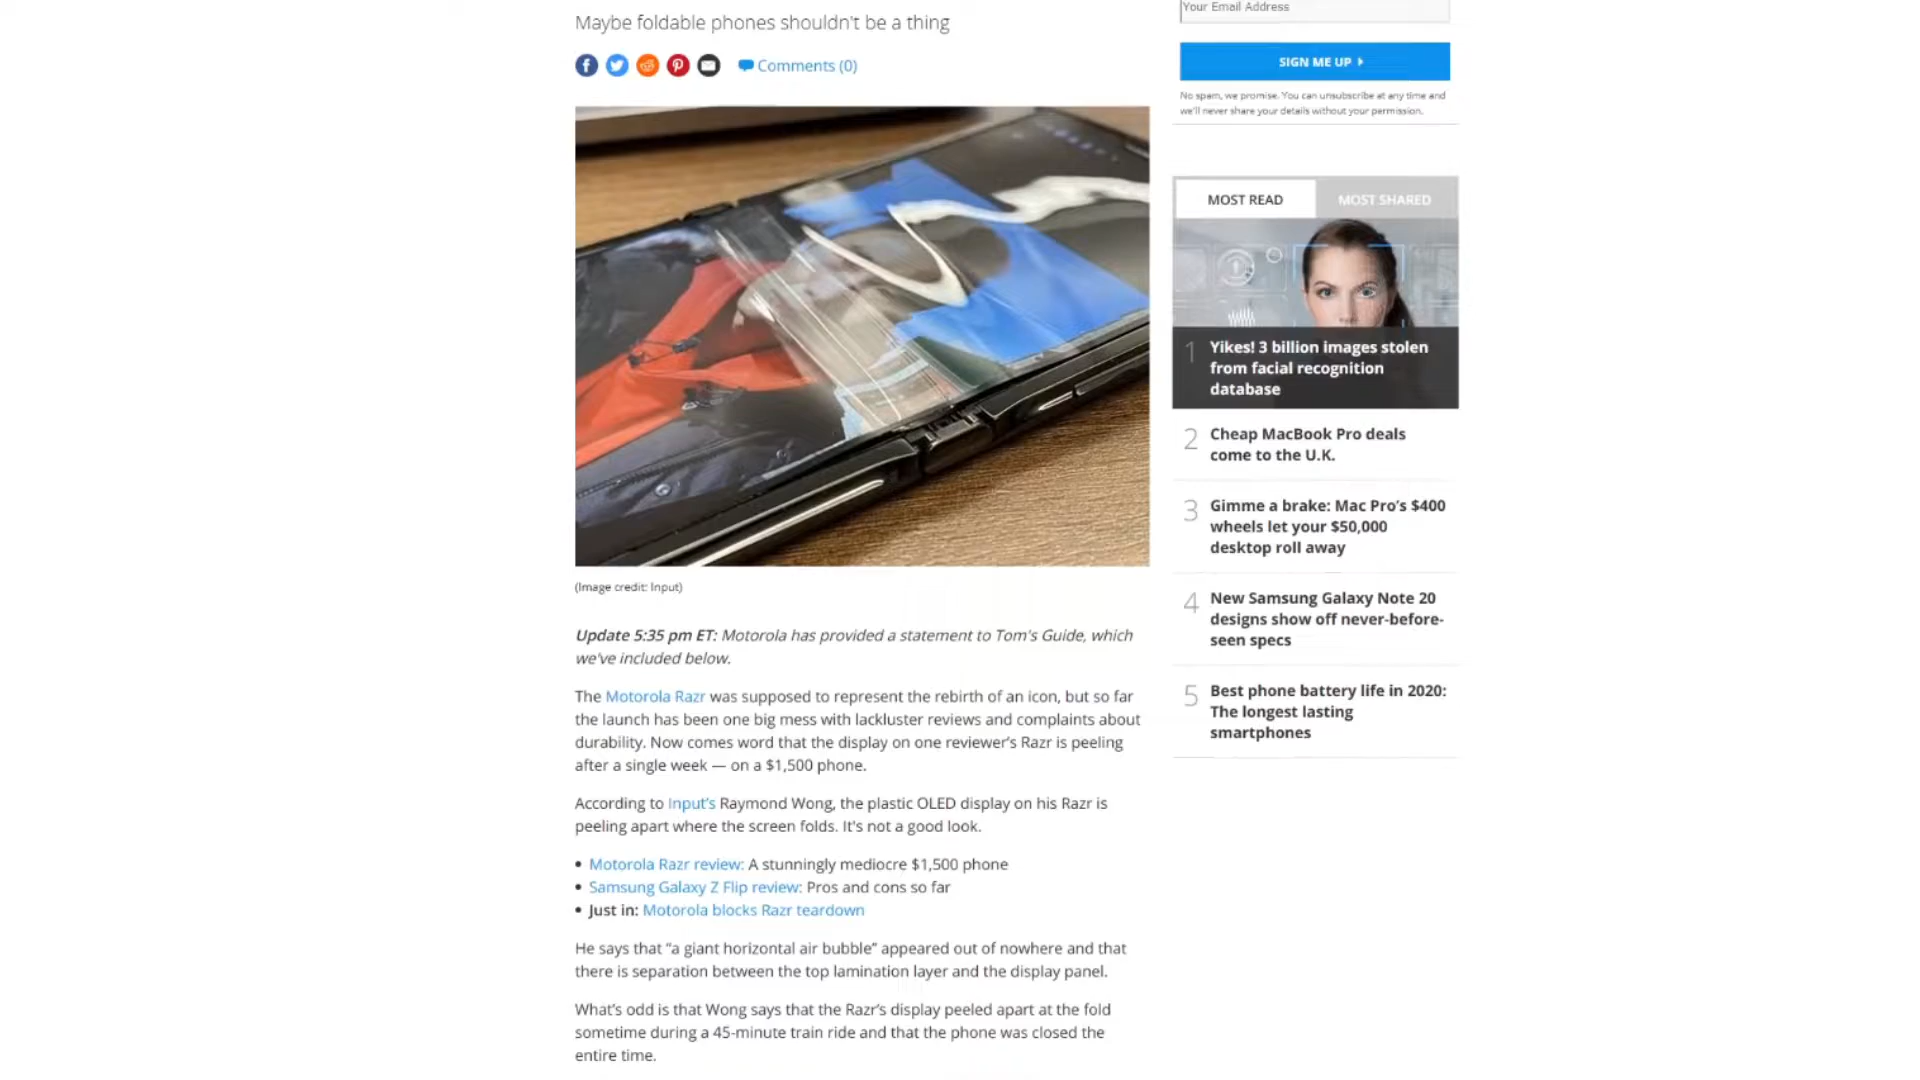 Maybe foldable phones shouldn't be a thing
Comments (0)
(Image credit: Input)
Update 5:35 pm ET: Motorola has provided a statement to Tom's Guide, which
we've included below.
The Motorola Razr was supposed to represent the rebirth of an icon, but so far
the launch has been one big mess with lackluster reviews and complaints about
durability. Now comes word that the display on one reviewer's Razr is peeling
after a single week — on a $1,500 phone.
According to Input's Raymond Wong, the plastic OLED display on his Razr is
peeling apart where the screen folds. It's not a good look.
• Motorola Razr review: A stunningly mediocre $1,500 phone
• Samsung Galaxy Z Flip review: Pros and cons so far
• Just in: Motorola blocks Razr teardown
He says that “a giant horizontal air bubble” appeared out of nowhere and that
there is separation between the top lamination layer and the display panel.
What's odd is that Wong says that the Razr's display peeled apart at the fold
sometime during a 45-minute train ride and that the phone was closed the
entire time.
Your Email Address
SIGN ME UP
No spam, we promise. You can unsubscribe at any time and
we'll never share your details without your permission.
MOST READ
MOST SHARED
1 Yikes! 3 billion images stolen
from facial recognition
database
2 Cheap MacBook Pro deals
come to the U.K.
3 Gimme a brake: Mac Pro's $400
wheels let your $50,000
desktop roll away
4 New Samsung Galaxy Note 20
designs show off never-before-
seen specs
5 Best phone battery life in 2020:
The longest lasting
smartphones